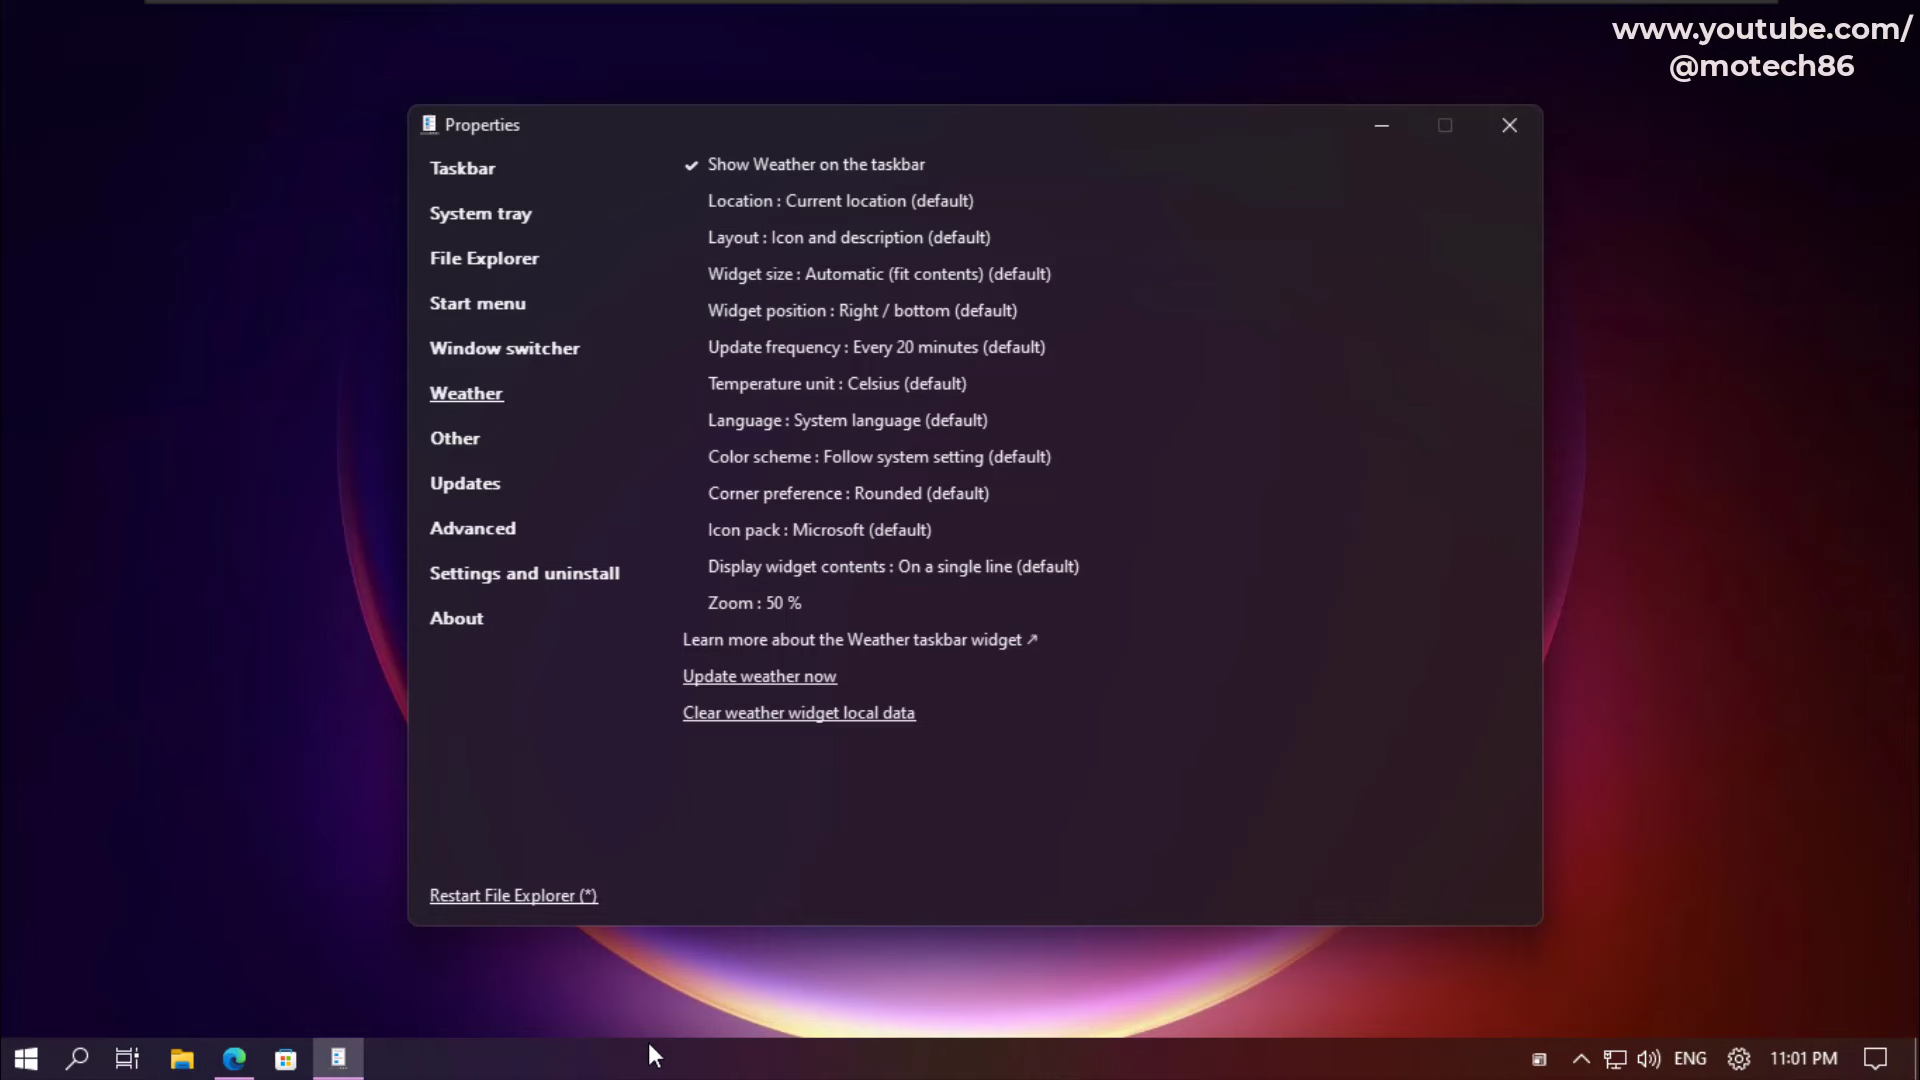 www.youtube.com/
@motech86
Properties
Taskbar
System tray
File Explorer
Start menu
Window switcher
Weather
Other
Updates
Advanced
Settings and uninstall
About
Show Weather on the taskbar
Location : Current location (default)
Layout : Icon and description (default)
Widget size : Automatic (fit contents) (default)
Widget position : Right / bottom (default)
Update frequency : Every 20 minutes (default)
Temperature unit : Celsius (default)
Language : System language (default)
Color scheme : Follow system setting (default)
Corner preference : Rounded (default)
Icon pack : Microsoft (default)
Display widget contents : On a single line (default)
Zoom : 50 %
Learn more about the Weather taskbar widget ↗
Update weather now
Clear weather widget local data
Restart File Explorer (*)
ENG
11:01 PM